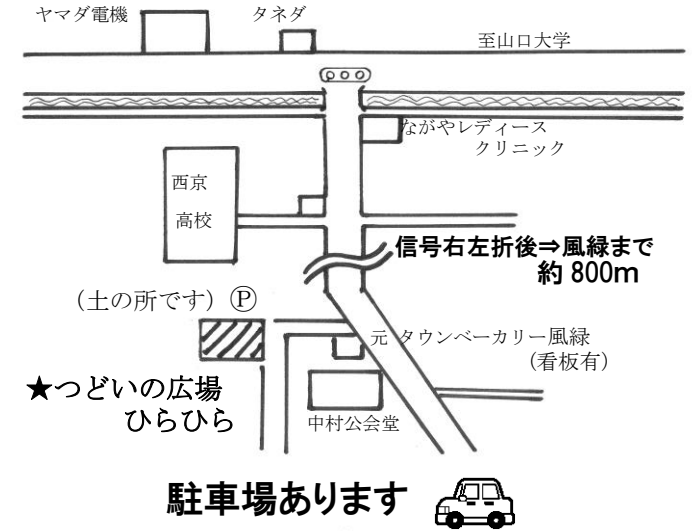 ヤマダ電機
タネダ
至山口大学
ながやレディース
クリニック
西京
高校
信号右左折後⇒風緑まで
約800m
（土の所です）Ⓟ
元 タウンベーカリー風緑
（看板有）
★つどいの広場
ひらひら
中村公会堂
駐車場あります